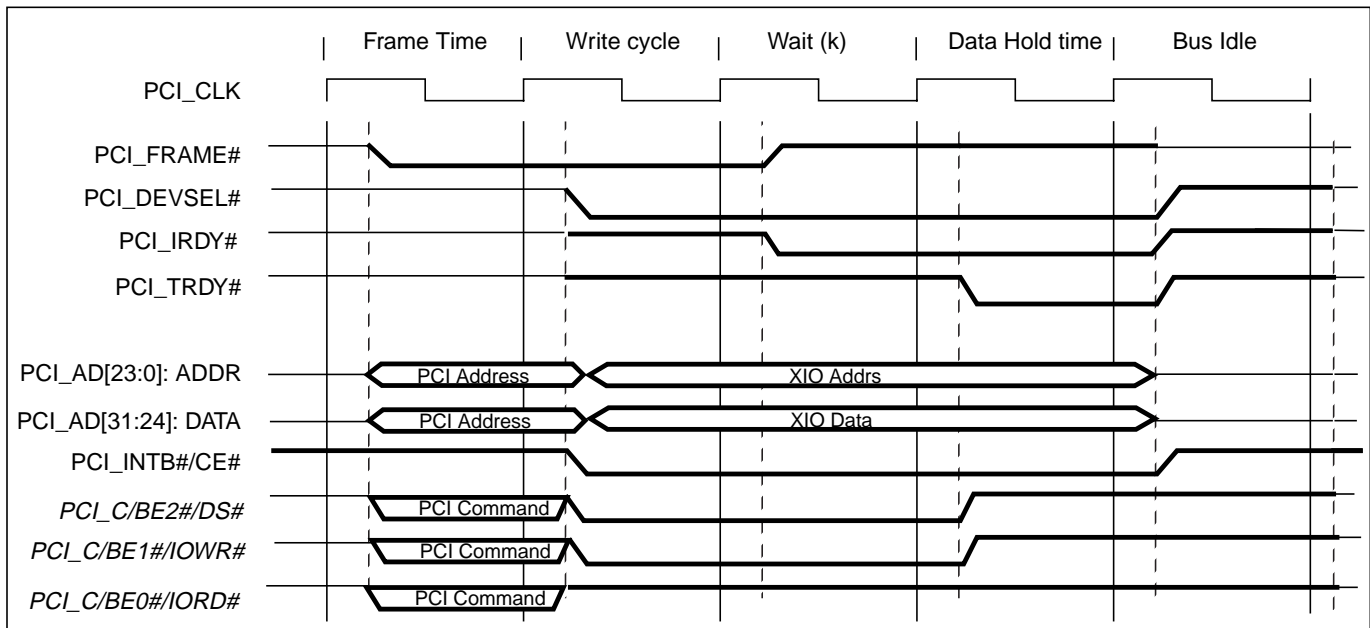 Frame Time Write cycle Wait (k) Data Hold time Bus Idle
PCI_CLK
PCI_FRAME#
PCI_DEVSEL#
PCI_IRDY#
PCI_TRDY#
PCI_AD[23:0]: ADDR PCI Address XIO Addrs
PCI_AD[31:24]: DATA PCI Address XIO Data
PCI_INTB#/CE#
PCI_C/BE2#/DS# PCI Command
PCI_C/BE1#/IOWR# PCI Command
PCI_C/BE0#/IORD# PCI Command